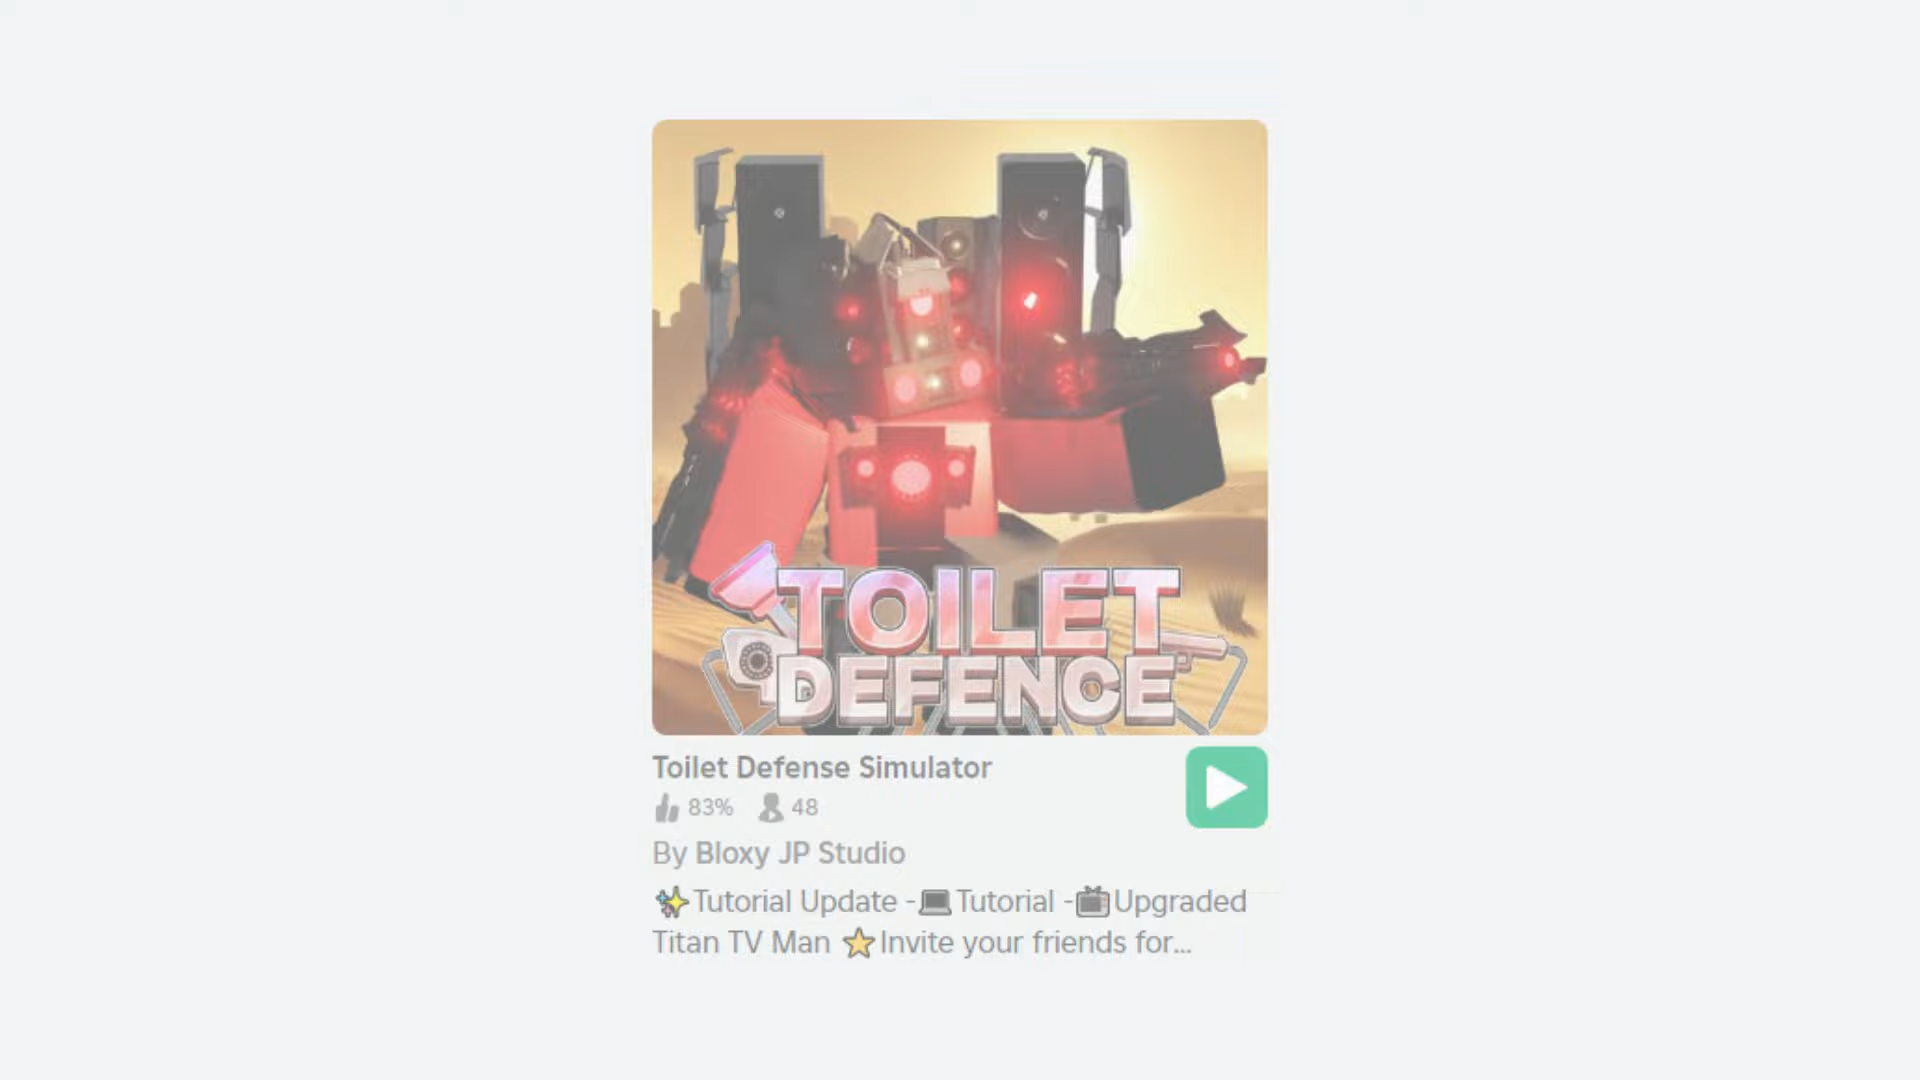 TOILET
DEFENCE
Toilet Defense Simulator
83% 48
By Bloxy JP Studio
✨Tutorial Update -💻Tutorial -📺Upgraded
Titan TV Man ⭐Invite your friends for...